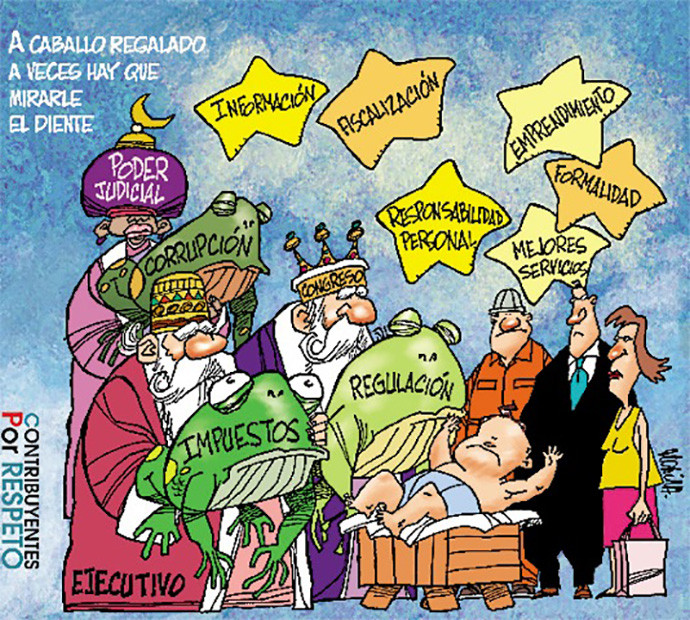 A CABALLO REGALADO
A VECES HAY QUE
MIRARLE
EL DIENTE
INFORMACIÓN
FISCALIZACIÓN
EMPRENDIMIENTO
FORMALIDAD
RESPONSABILIDAD
PERSONAL
MEJORES
SERVICIOS
PODER
JUDICIAL
CORRUPCIÓN
CONGRESO
REGULACIÓN
IMPUESTOS
EJECUTIVO
CONTRIBUYENTES
POR RESPETO